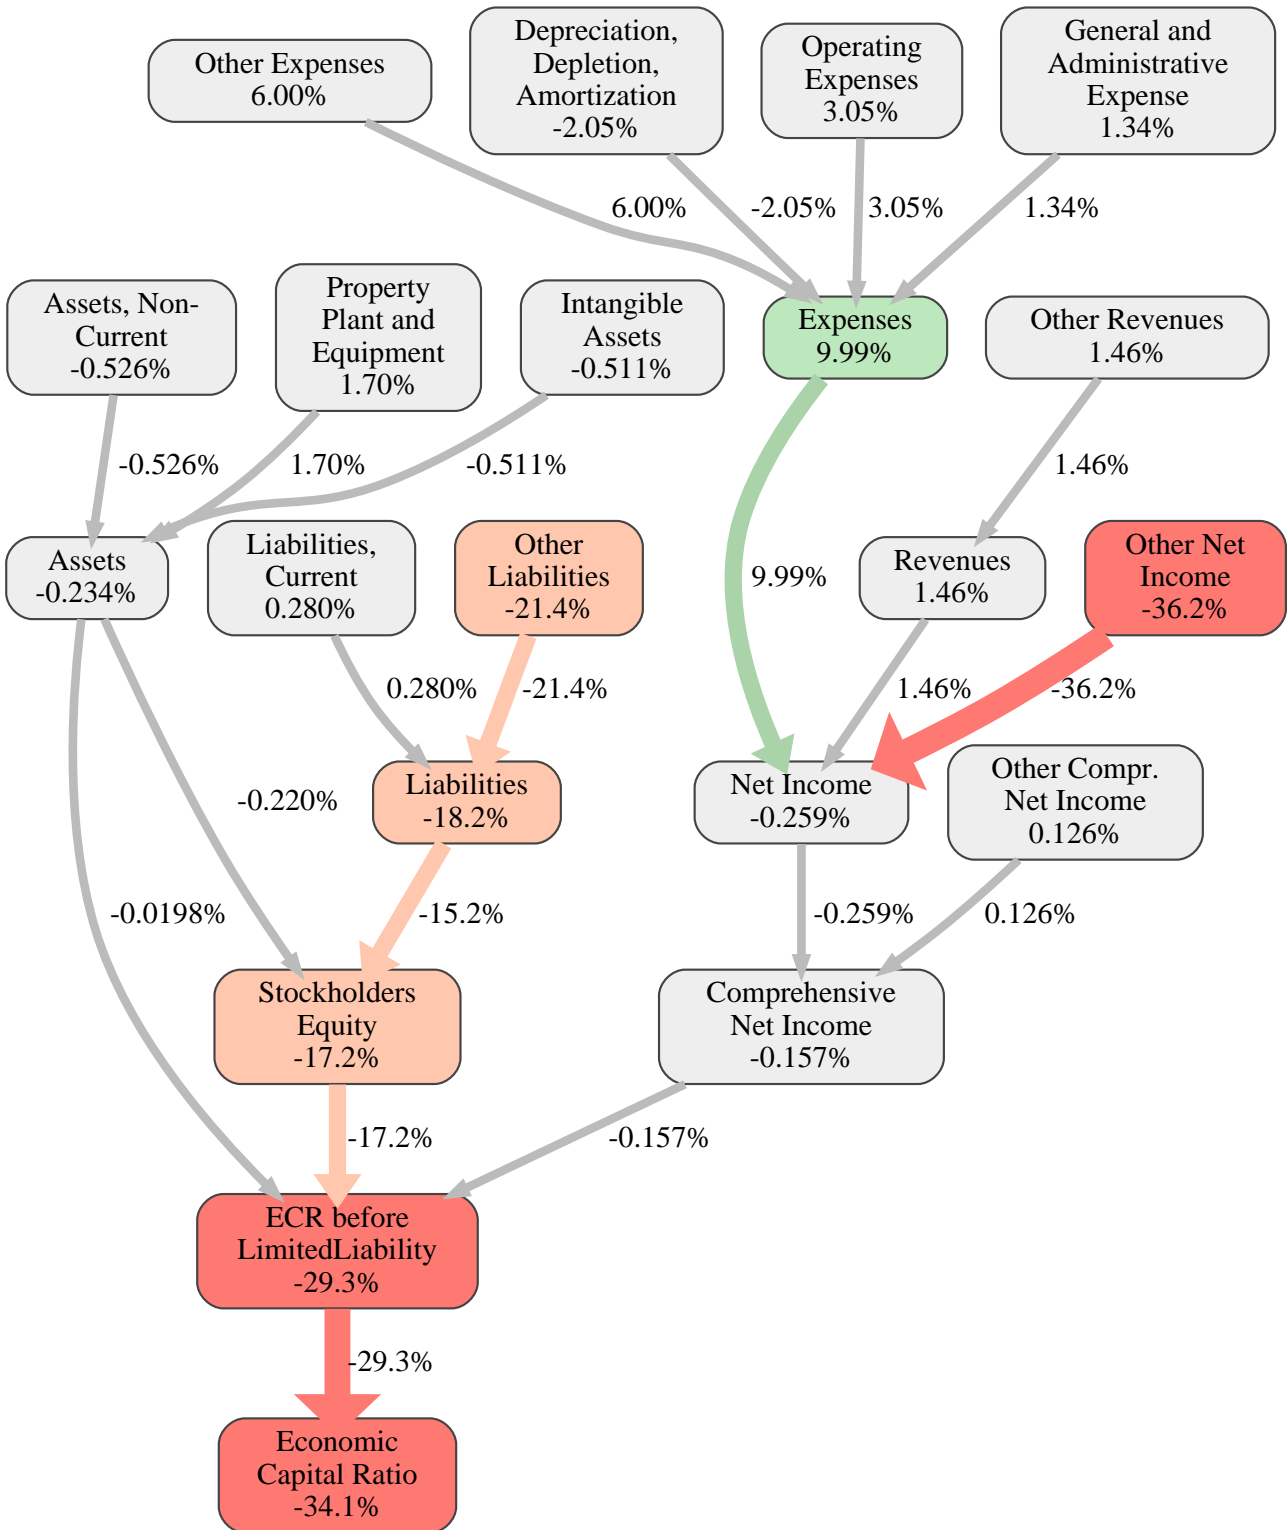 Other Expenses
6.00%
Depreciation,
Depletion,
Amortization
-2.05%
Operating
Expenses
3.05%
General and
Administrative
Expense
1.34%
6.00%
-2.05%
3.05%
1.34%
Assets, Non-
Current
-0.526%
Property
Plant and
Equipment
1.70%
Intangible
Assets
-0.511%
Expenses
9.99%
Other Revenues
1.46%
-0.526%
1.70%
-0.511%
1.46%
Assets
-0.234%
Liabilities,
Current
0.280%
Other
Liabilities
-21.4%
9.99%
Revenues
1.46%
Other Net
Income
-36.2%
0.280%
-21.4%
1.46%
-36.2%
-0.220%
Liabilities
-18.2%
Net Income
-0.259%
Other Compr.
Net Income
0.126%
-0.0198%
-15.2%
-0.259%
0.126%
Stockholders
Equity
-17.2%
Comprehensive
Net Income
-0.157%
-17.2%
-0.157%
ECR before
LimitedLiability
-29.3%
-29.3%
Economic
Capital Ratio
-34.1%